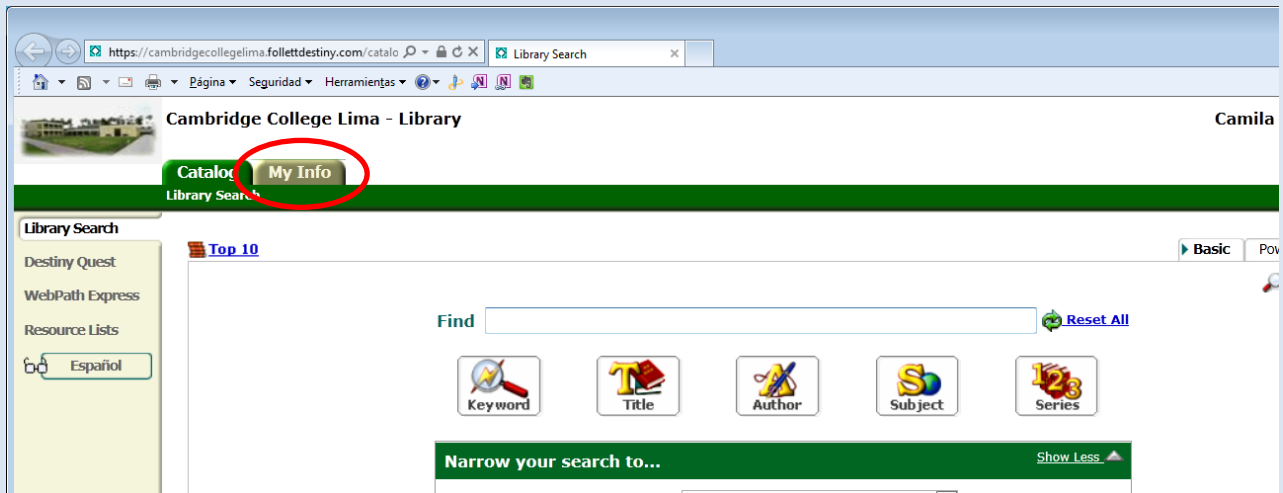 https://cambridgecollegelima.follettdestiny.com/catalo
Library Search
Página Seguridad Herramientas
Cambridge College Lima - Library
Camila
Catalog
My Info
Library Search
Library Search
Destiny Quest
WebPath Express
Resource Lists
Español
Top 10
Basic
Pow
Find
Reset All
Keyword
Title
Author
Subject
Series
Narrow your search to...
Show Less